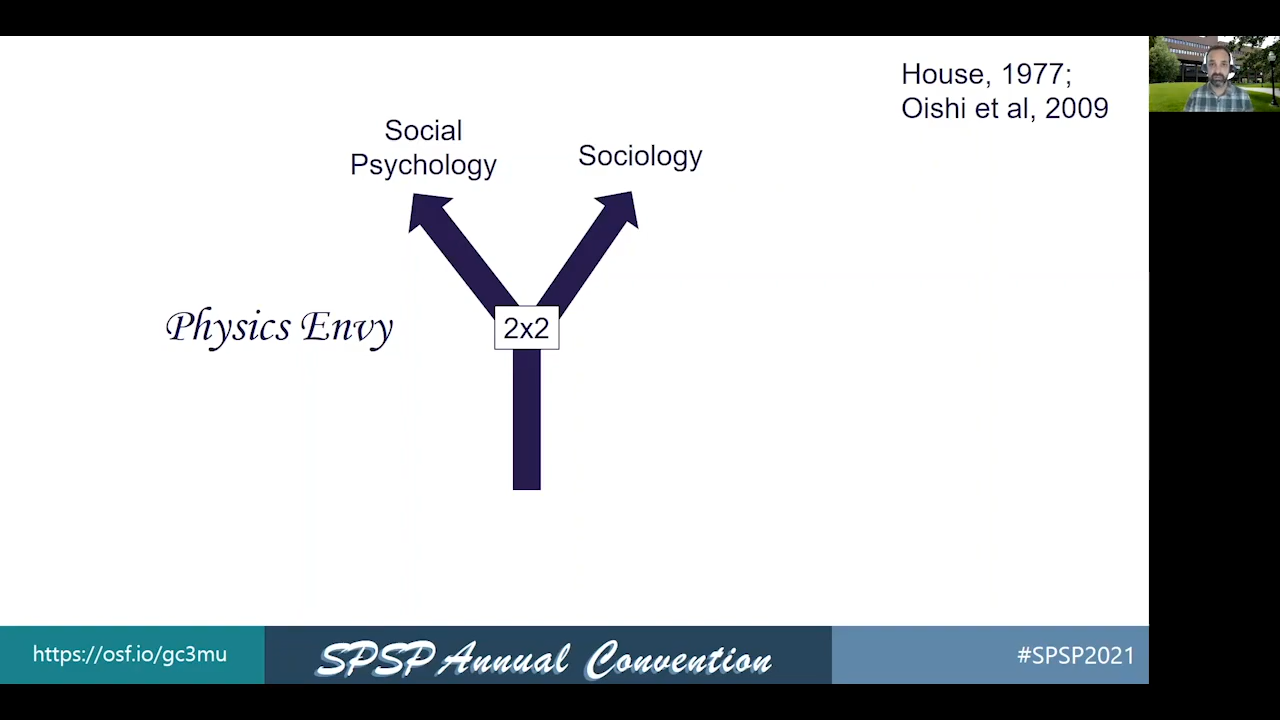 House, 1977;
Oishi et al, 2009
Social
Psychology
Sociology
Physics Envy
2x2
https://osf.io/gc3mu
SPSP Annual Convention
#SPSP2021